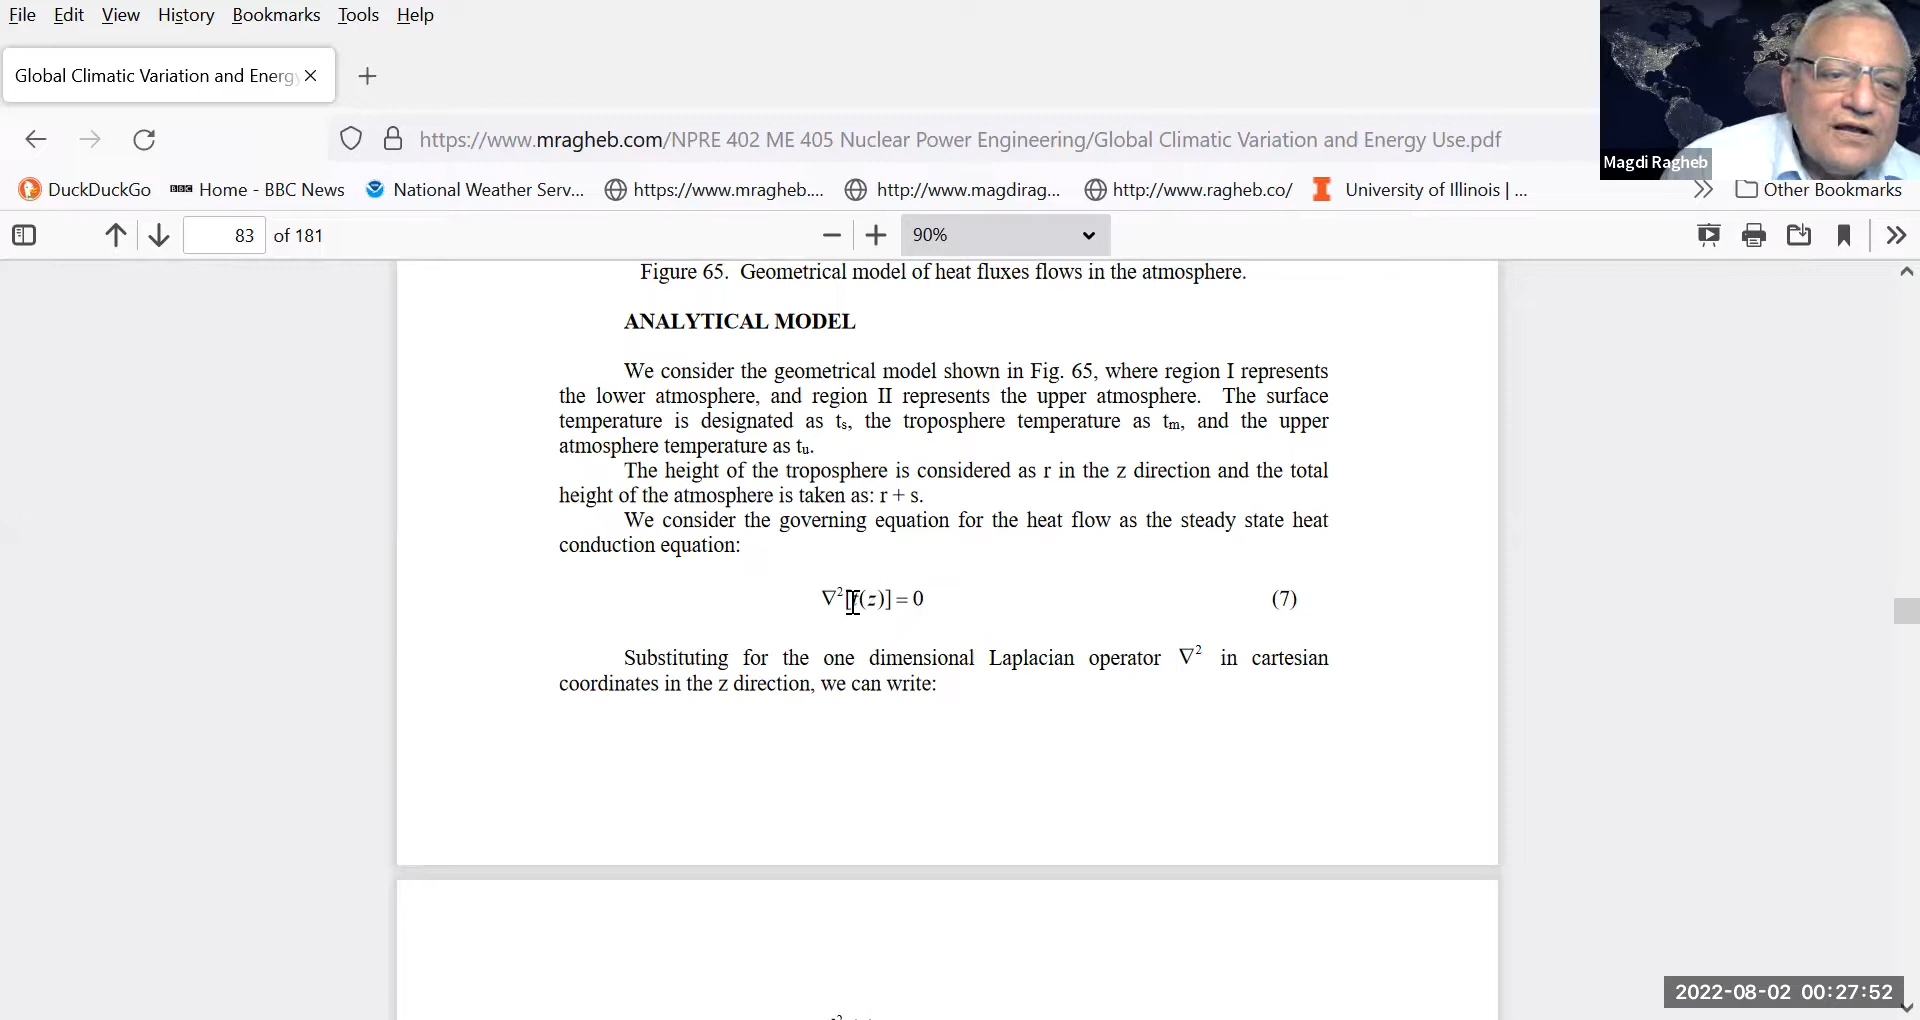 File Edit View History Bookmarks Tools Help
Global Climatic Variation and Energ
https://www.mragheb.com/NPRE 402 ME 405 Nuclear Power Engineering/Global Climatic Variation and Energy Use.pdf
Magdi Ragheb
DuckDuckGo BBC Home - BBC News National Weather Serv... https://www.mragheb.... http://www.magdirag... http://www.ragheb.co/ University of Illinois | ... Other Bookmarks
83 of 181 90%
Figure 65. Geometrical model of heat fluxes flows in the atmosphere.
ANALYTICAL MODEL
We consider the geometrical model shown in Fig. 65, where region I represents
the lower atmosphere, and region II represents the upper atmosphere. The surface
temperature is designated as tₛ, the troposphere temperature as tₘ, and the upper
atmosphere temperature as tᵤ.
The height of the troposphere is considered as r in the z direction and the total
height of the atmosphere is taken as: r + s.
We consider the governing equation for the heat flow as the steady state heat
conduction equation:
∇²[t(z)] = 0 (7)
Substituting for the one dimensional Laplacian operator ∇² in cartesian
coordinates in the z direction, we can write:
2022-08-02 00:27:52